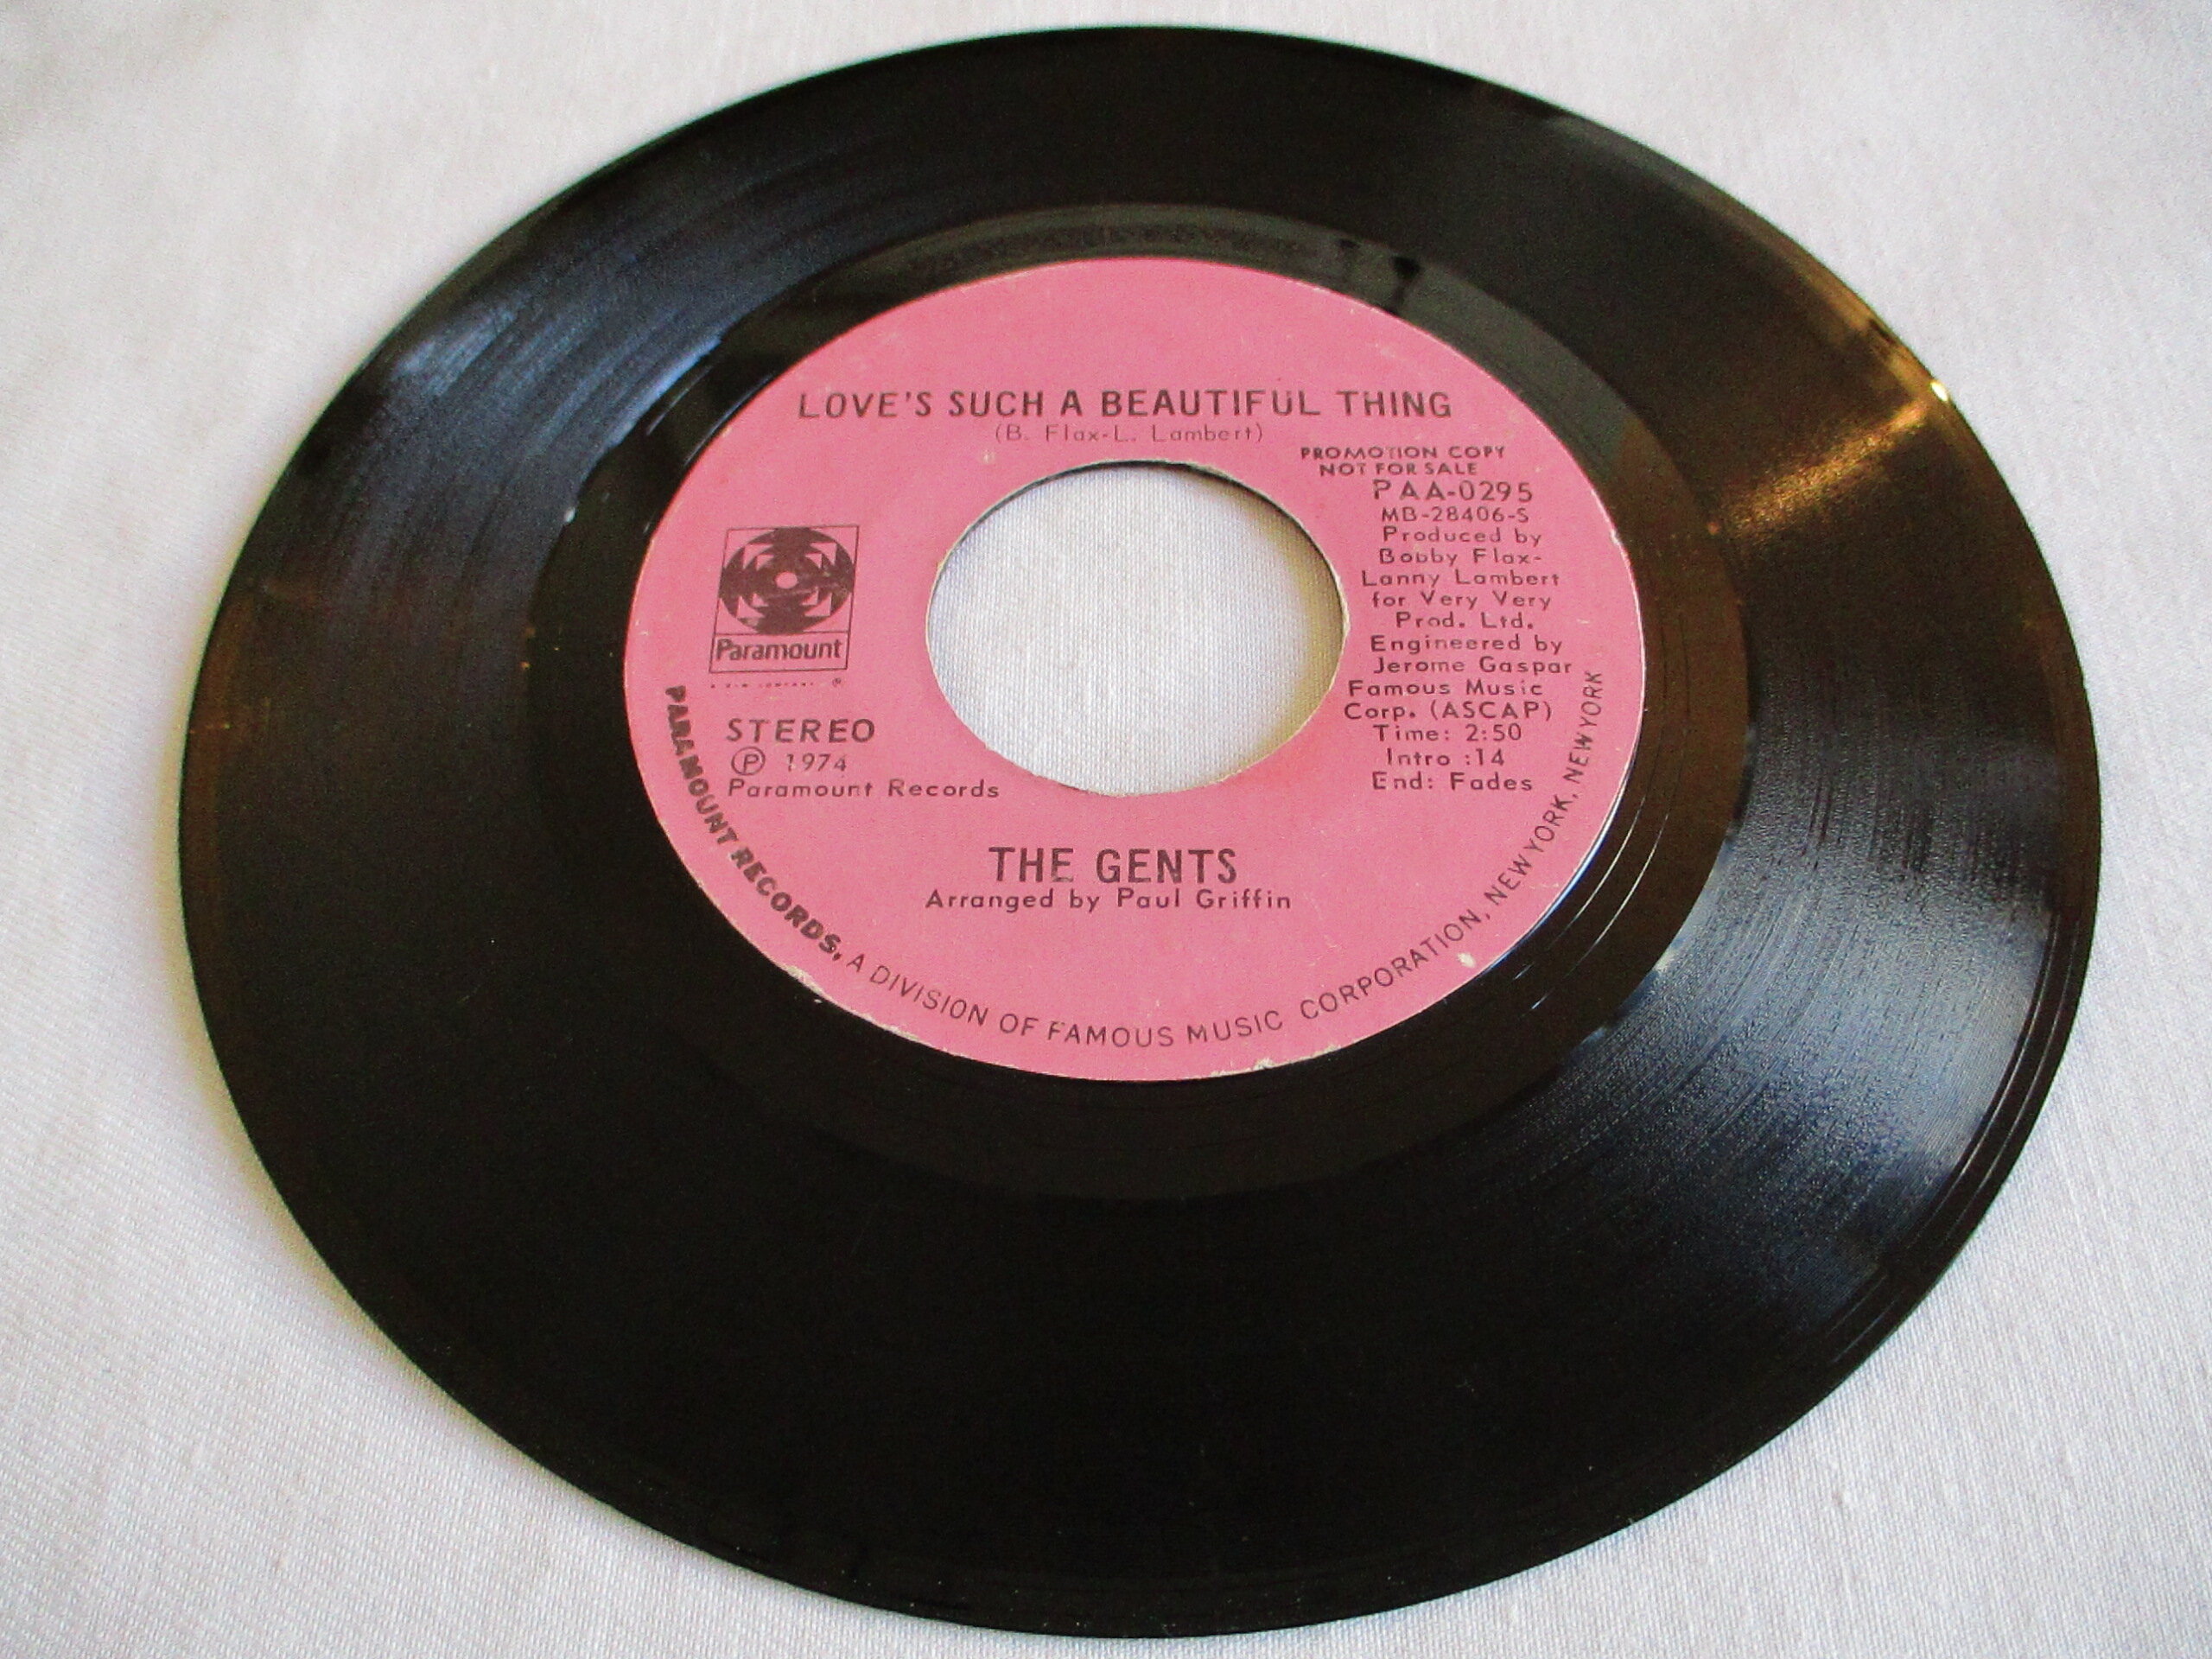 LOVE'S SUCH A BEAUTIFUL THING
(B. Flax-L. Lambert)
PROMOTION COPY
NOT FOR SALE
PAA-0295
MB-28406-S
Produced by
Bobby Flax-
Lanny Lambert
for Very Very
Prod. Ltd.
Engineered by
Jerome Gaspar
Famous Music
Corp. (ASCAP)
Time: 2:50
Intro :14
End: Fades
Paramount
STEREO
Ⓟ 1974
Paramount Records
THE GENTS
Arranged by Paul Griffin
PARAMOUNT RECORDS, A DIVISION OF FAMOUS MUSIC CORPORATION, NEW YORK, NEW YORK